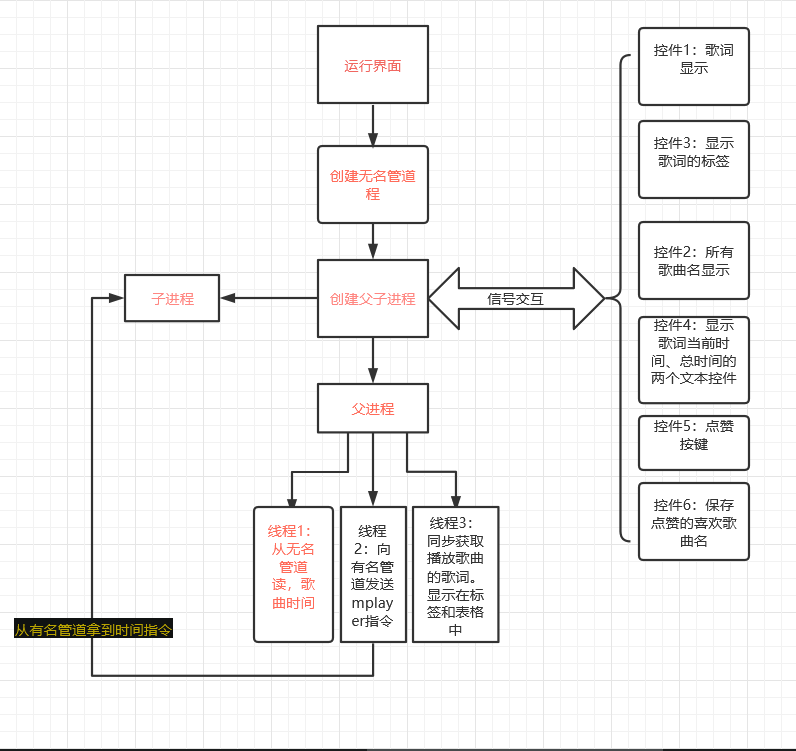 运行界面
创建无名管道
程
创建父子进程
子进程
信号交互
父进程
线程1：
从无名
管道
读，歌
曲时间
线程
2：向
有名管
道发送
mplay
er指令
线程3：
同步获取
播放歌曲
的歌词。
显示在标
签和表格
中
从有名管道拿到时间指令
控件1：歌词
显示
控件3：显示
歌词的标签
控件2：所有
歌曲名显示
控件4：显示
歌词当前时
间、总时间的
两个文本控件
控件5：点赞
按键
控件6：保存
点赞的喜欢歌
曲名